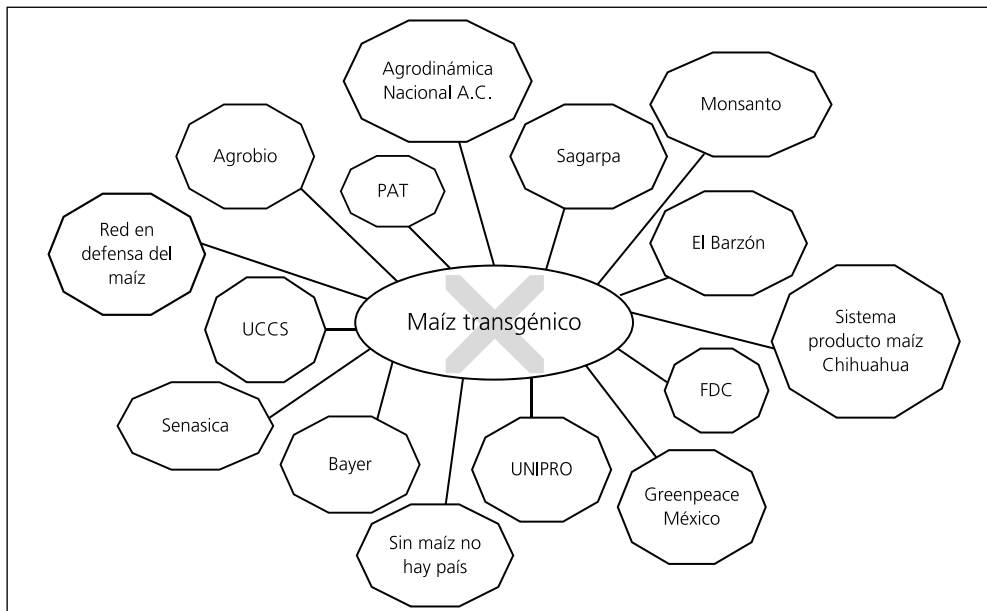 Agrodinámica
Nacional A.C.
Monsanto
Agrobio
Sagarpa
PAT
Red en
defensa del
maíz
El Barzón
UCCS
Maíz transgénico
Sistema
producto maíz
Chihuahua
FDC
Senasica
Bayer
UNIPRO
Greenpeace
México
Sin maíz no
hay país